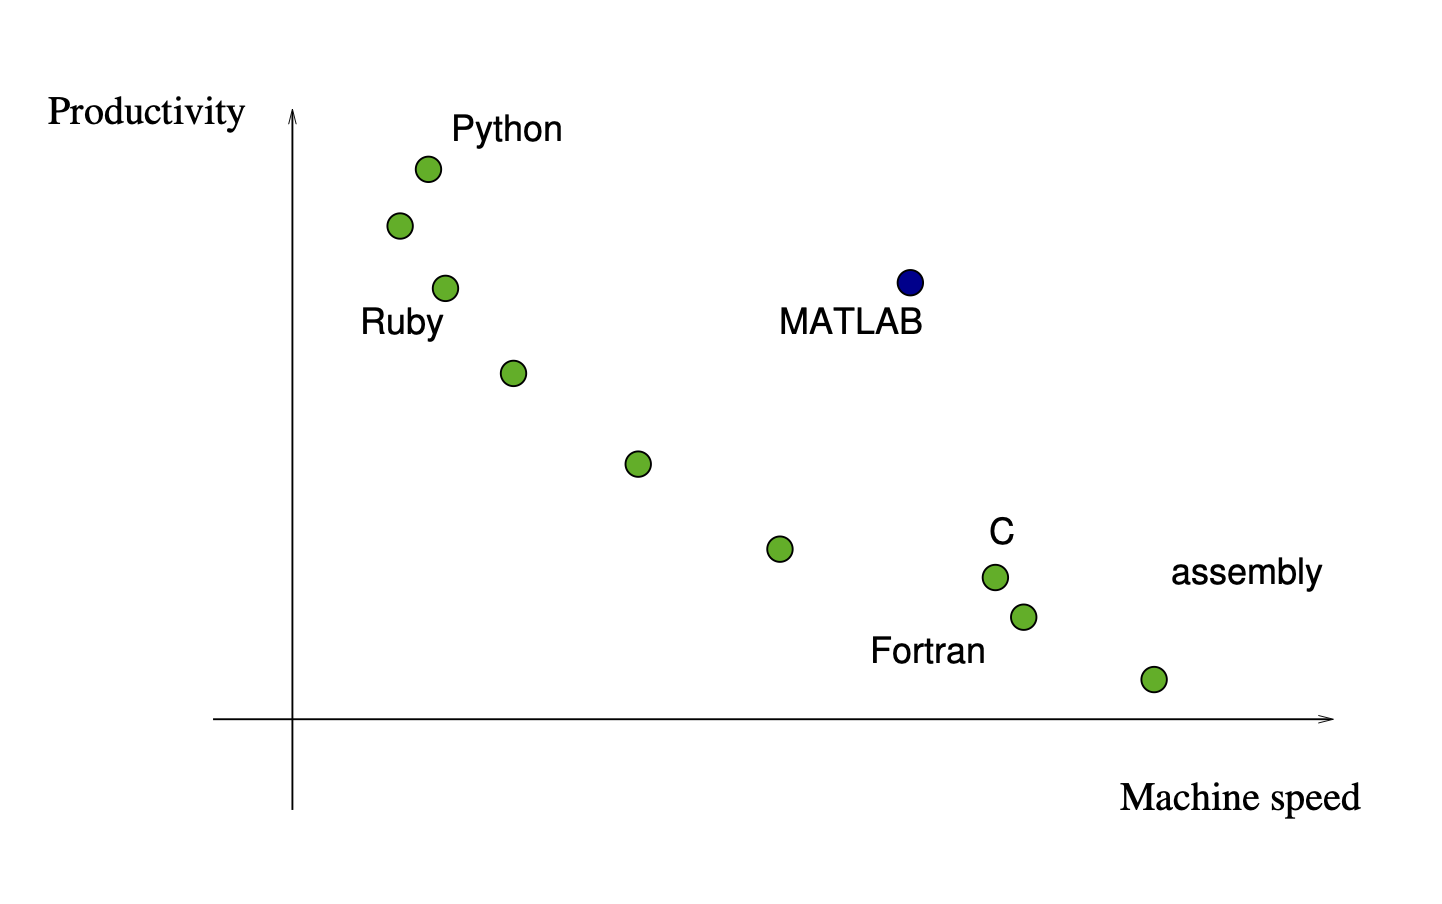 Productivity
Python
Ruby
MATLAB
C
assembly
Fortran
Machine speed